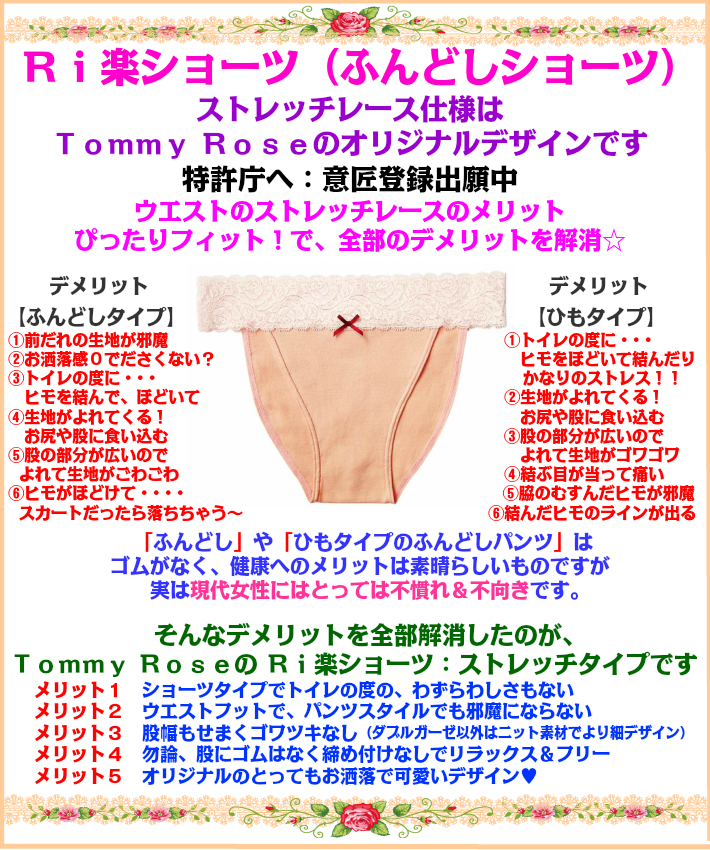 Ｒｉ楽ショーツ（ふんどしショーツ）
ストレッチレース仕様は
Ｔｏｍｍｙ Ｒｏｓｅのオリジナルデザインです
特許庁へ：意匠登録出願中
ウエストのストレッチレースのメリット
ぴったりフィット！で、全部のデメリットを解消☆
デメリット
【ふんどしタイプ】
①前だれの生地が邪魔
②お洒落感０でださくない？
③トイレの度に・・・
ヒモを結んで、ほどいて
④生地がよれてくる！
お尻や股に食い込む
⑤股の部分が広いので
よれて生地がごわごわ
⑥ヒモがほどけて・・・・
スカートだったら落ちちゃう～
デメリット
【ひもタイプ】
①トイレの度に・・・
ヒモをほどいて結んだり
かなりのストレス！！
②生地がよれてくる！
お尻や股に食い込む
③股の部分が広いので
よれて生地がゴワゴワ
④結ぶ目が当って痛い
⑤脇のむすんだヒモが邪魔
⑥結んだヒモのラインが出る
「ふんどし」や「ひもタイプのふんどしパンツ」は
ゴムがなく、健康へのメリットは素晴らしいものですが
実は現代女性にはとっては不慣れ＆不向きです。
そんなデメリットを全部解消したのが、
Ｔｏｍｍｙ Ｒｏｓｅの Ｒｉ楽ショーツ：ストレッチタイプです
メリット１　ショーツタイプでトイレの度の、わずらわしさもない
メリット２　ウエストフットで、パンツスタイルでも邪魔にならない
メリット３　股幅もせまくゴワツキなし（ダブルガーゼ以外はニット素材でより細デザイン）
メリット４　勿論、股にゴムはなく締め付けなしでリラックス＆フリー
メリット５　オリジナルのとってもお洒落で可愛いデザイン♥